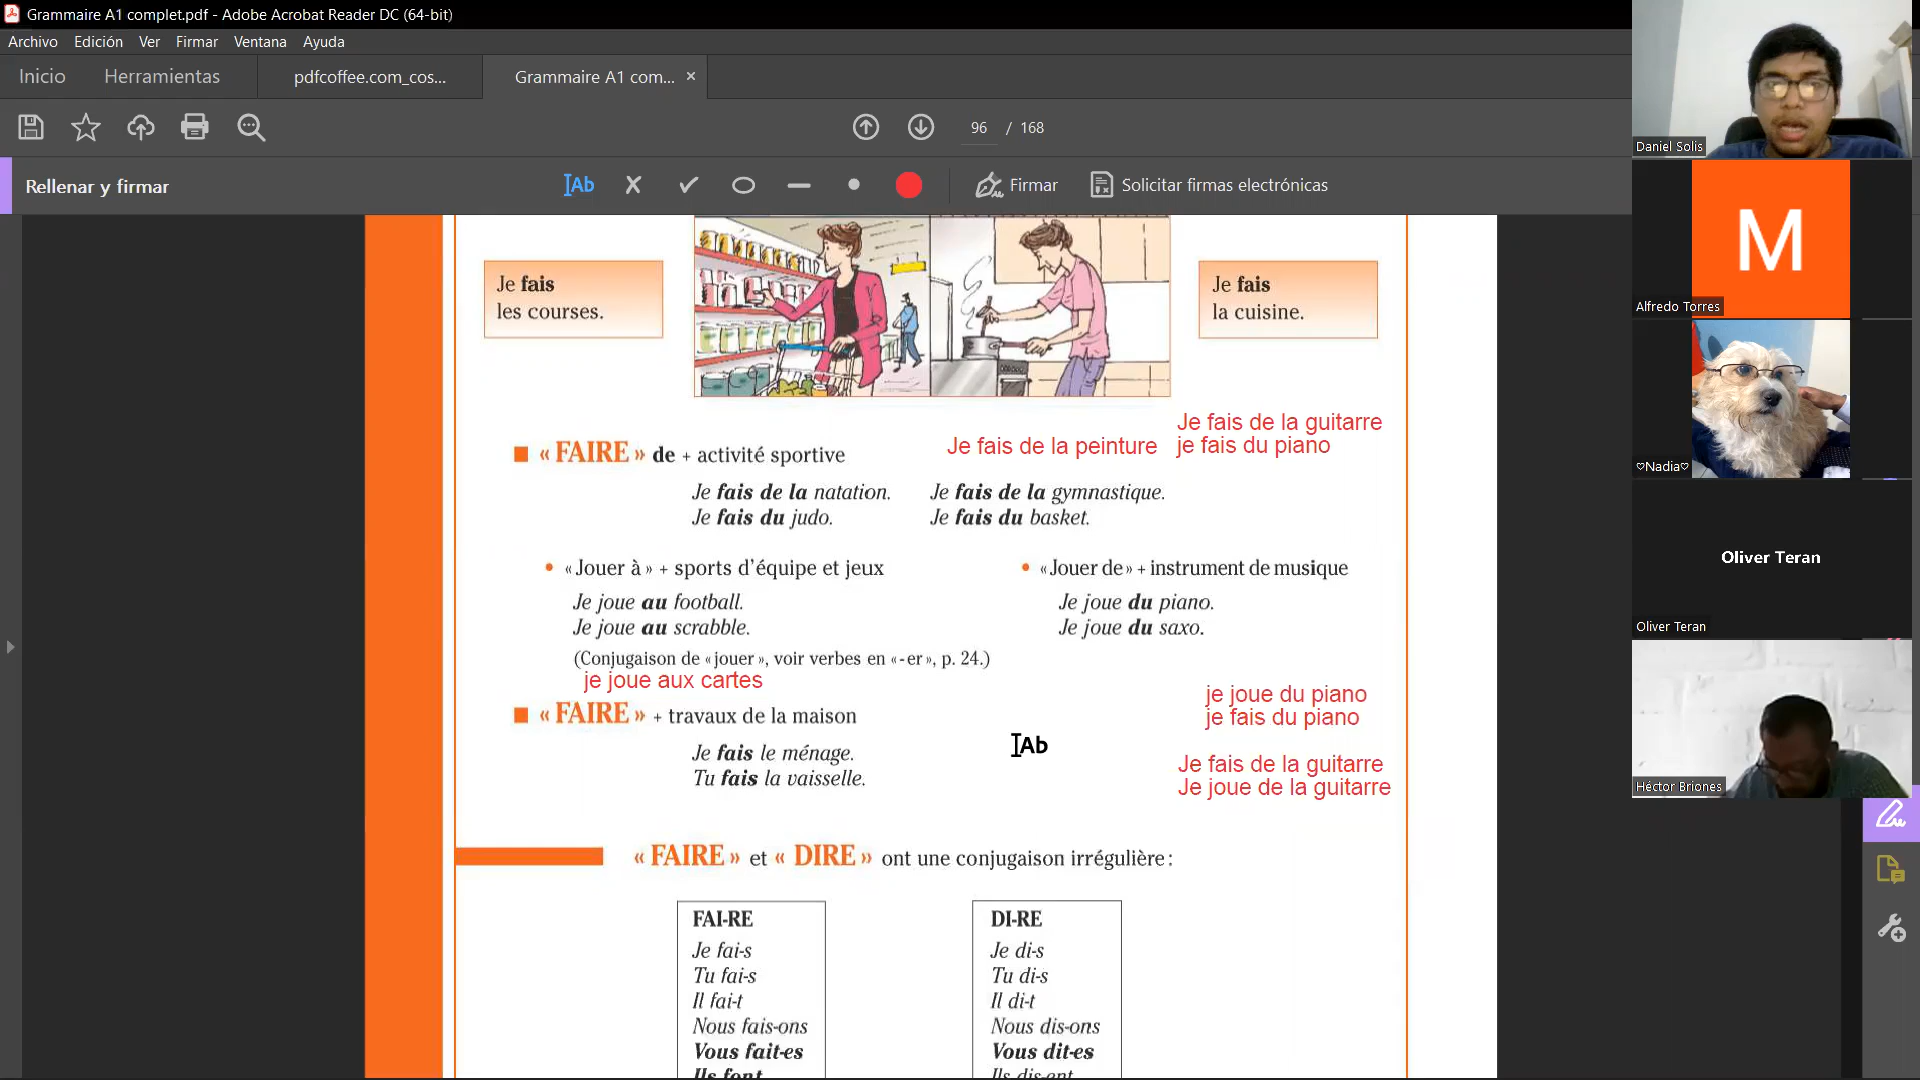 Grammaire A1 complet.pdf - Adobe Acrobat Reader DC (64-bit)
Archivo Edición Ver Firmar Ventana Ayuda
Inicio Herramientas pdfcoffee.com_cos... Grammaire A1 com... ×
96 / 168
Rellenar y firmar
Ab Firmar Solicitar firmas electrónicas
Je fais
les courses.
Je fais
la cuisine.
Je fais de la guitarre
je fais du piano
Je fais de la peinture
« FAIRE » de + activité sportive
Je fais de la natation. Je fais de la gymnastique.
Je fais du judo. Je fais du basket.
• «Jouer à» + sports d'équipe et jeux
Je joue au football.
Je joue au scrabble.
(Conjugaison de «jouer», voir verbes en «-er», p. 24.)
je joue aux cartes
• «Jouer de» + instrument de musique
Je joue du piano.
Je joue du saxo.
je joue du piano
je fais du piano
« FAIRE » + travaux de la maison
Je fais le ménage.
Tu fais la vaisselle.
Ab
Je fais de la guitarre
Je joue de la guitarre
« FAIRE » et « DIRE » ont une conjugaison irrégulière :
FAI-RE
Je fai-s
Tu fai-s
Il fai-t
Nous fais-ons
Vous fait-es
Ils font
DI-RE
Je di-s
Tu di-s
Il di-t
Nous dis-ons
Vous dit-es
Ils dis-ent
Daniel Solis
M
Alfredo Torres
♡Nadia♡
Oliver Teran
Oliver Teran
Héctor Briones